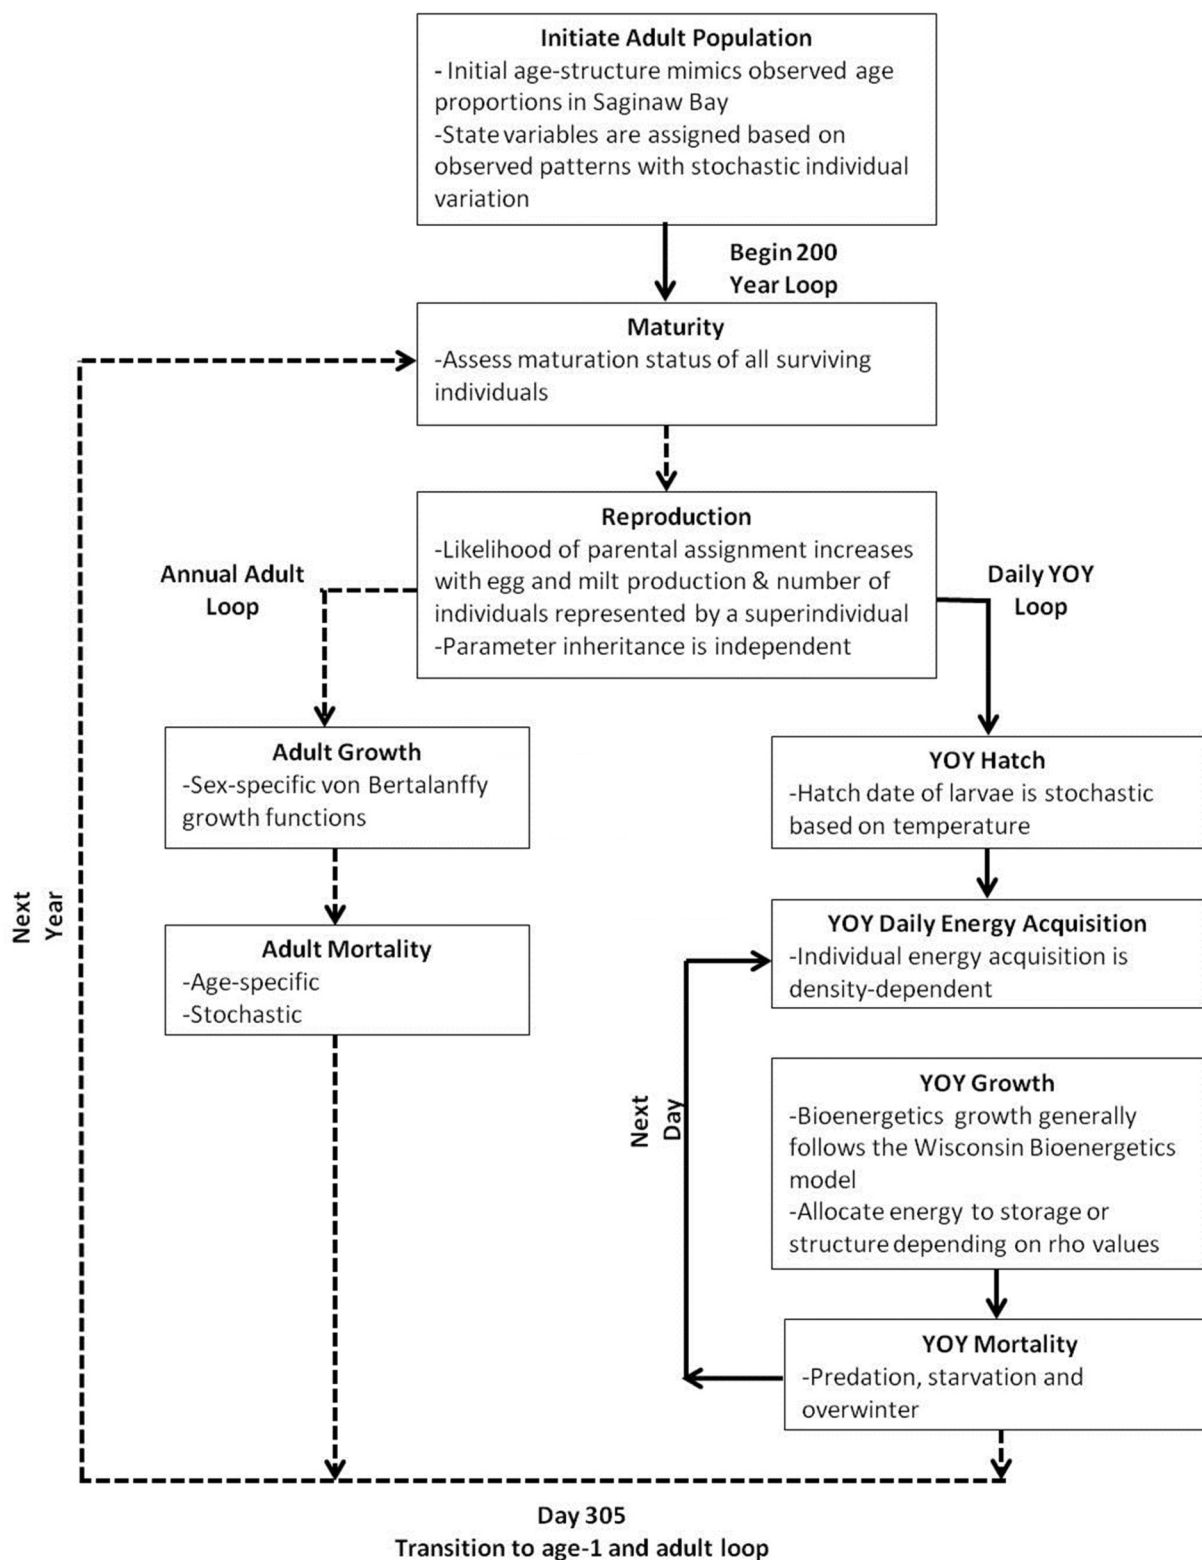 Initiate Adult Population
- Initial age-structure mimics observed age
proportions in Saginaw Bay
-State variables are assigned based on
observed patterns with stochastic individual
variation
Begin 200
Year Loop
Maturity
-Assess maturation status of all surviving
individuals
Reproduction
-Likelihood of parental assignment increases
with egg and milt production & number of
individuals represented by a superindividual
-Parameter inheritance is independent
Annual Adult
Loop
Daily YOY
Loop
Adult Growth
-Sex-specific von Bertalanffy
growth functions
Adult Mortality
-Age-specific
-Stochastic
YOY Hatch
-Hatch date of larvae is stochastic
based on temperature
YOY Daily Energy Acquisition
-Individual energy acquisition is
density-dependent
YOY Growth
-Bioenergetics growth generally
follows the Wisconsin Bioenergetics
model
-Allocate energy to storage or
structure depending on rho values
YOY Mortality
-Predation, starvation and
overwinter
Next
Day
Next
Year
Day 305
Transition to age-1 and adult loop